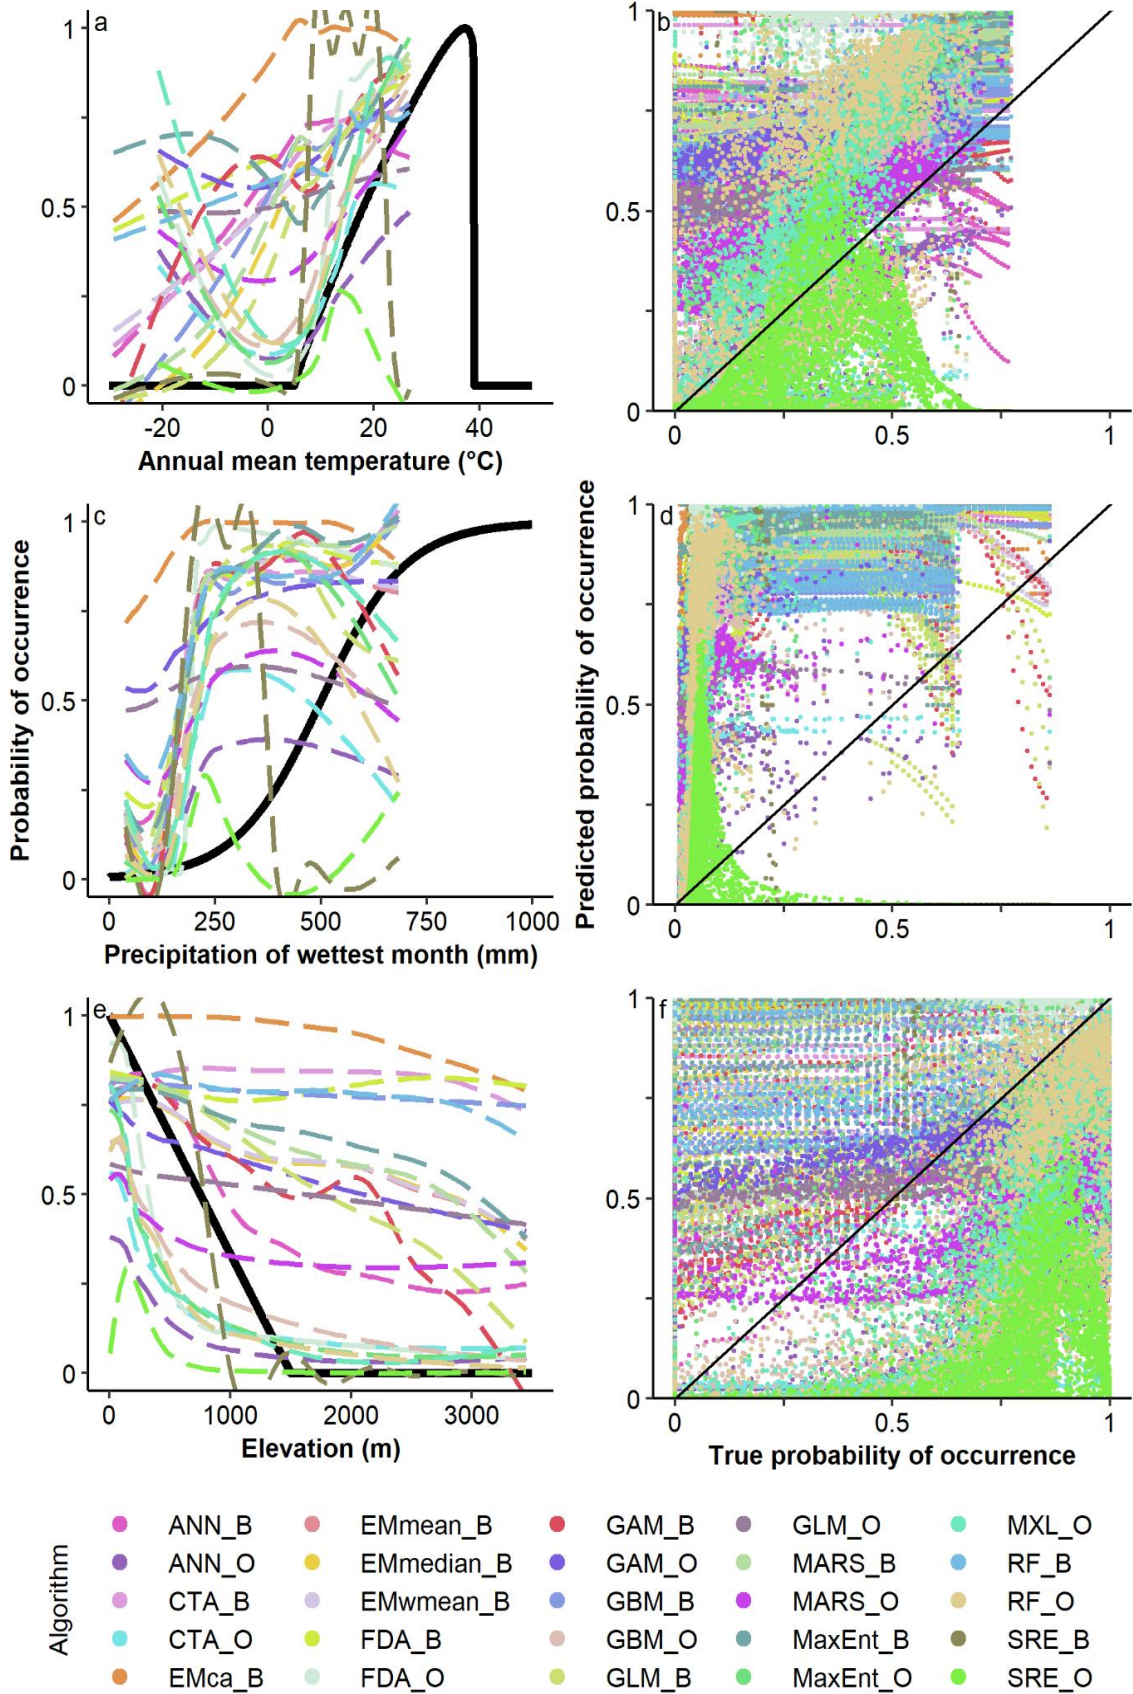 a
1
0.5
0
-20 0 20 40
Annual mean temperature (°C)
b
1
0.5
0
0 0.5 1
Probability of occurrence
c
1
0.5
0
0 250 500 750 1000
Precipitation of wettest month (mm)
Predicted probability of occurrence
d
1
0.5
0
0 0.5 1
e
1
0.5
0
0 1000 2000 3000
Elevation (m)
f
1
0.5
0
0 0.5 1
True probability of occurrence
Algorithm
ANN_B EMmean_B GAM_B GLM_O MXL_O
ANN_O EMmedian_B GAM_O MARS_B RF_B
CTA_B EMwmean_B GBM_B MARS_O RF_O
CTA_O FDA_B GBM_O MaxEnt_B SRE_B
EMca_B FDA_O GLM_B MaxEnt_O SRE_O